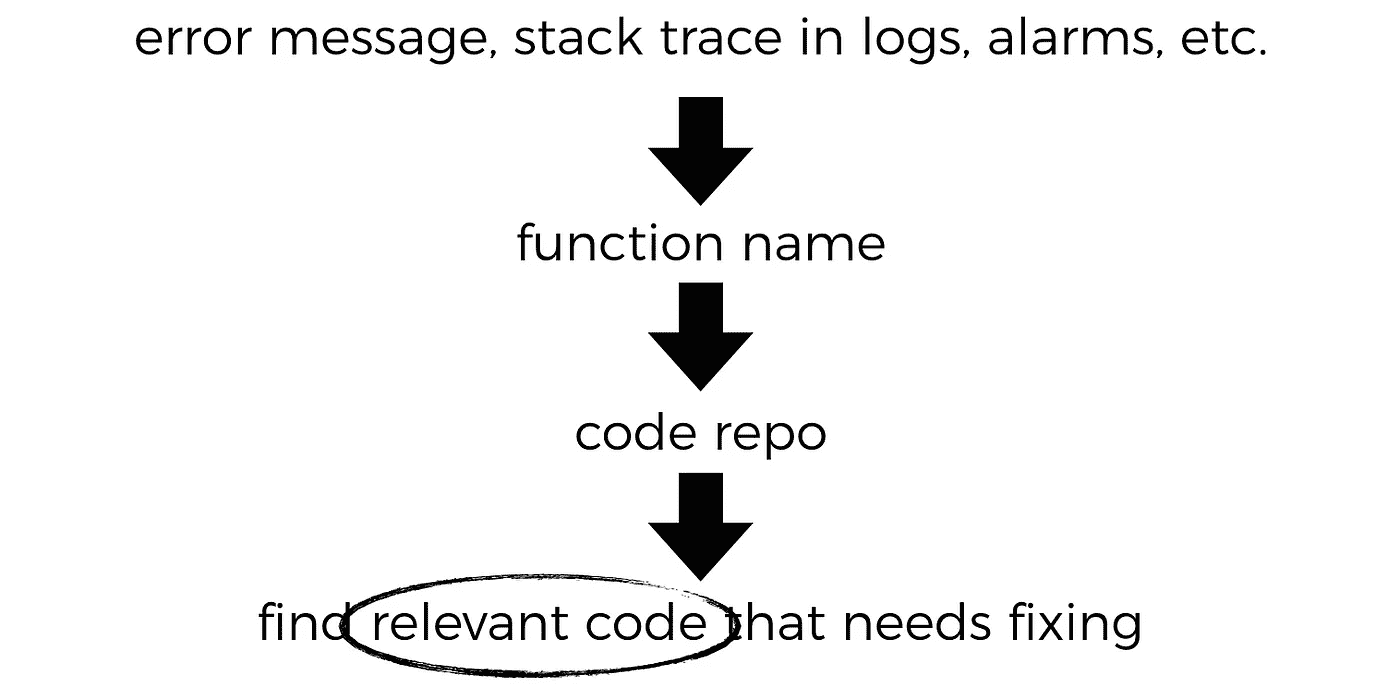 error message, stack trace in logs, alarms, etc.
function name
code repo
find relevant code that needs fixing